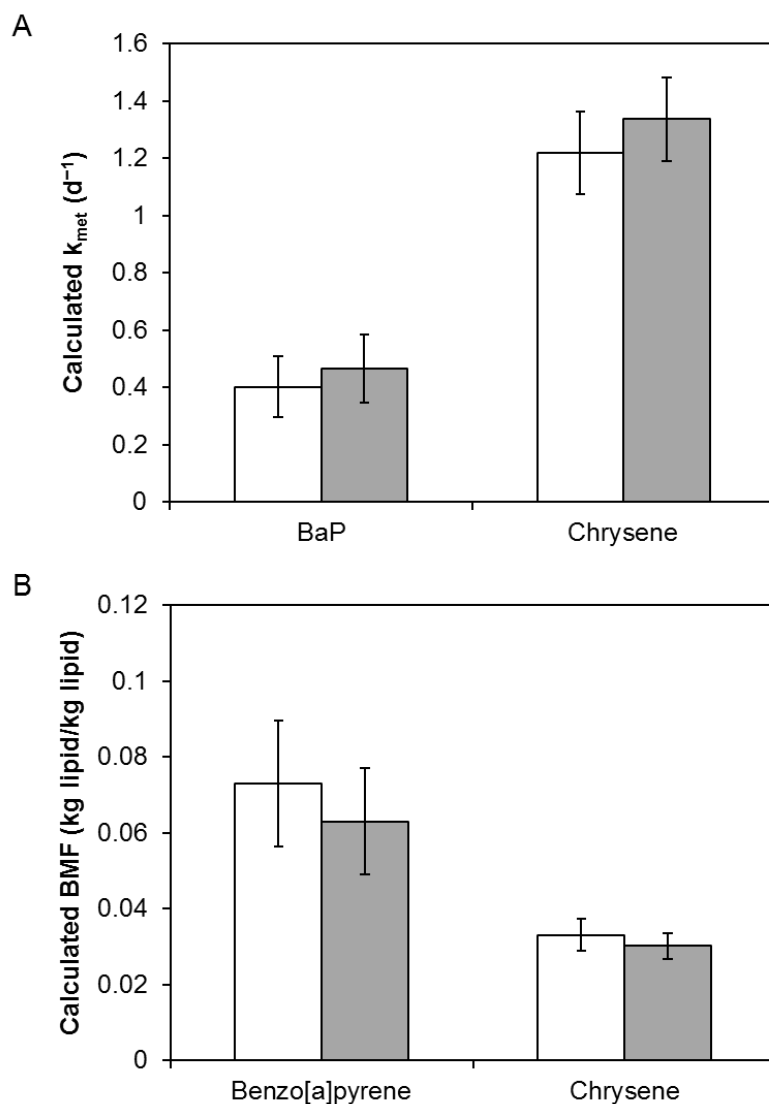 A
Calculated kmet (d⁻¹)
1.6
1.4
1.2
1
0.8
0.6
0.4
0.2
0
BaP Chrysene
B
Calculated BMF (kg lipid/kg lipid)
0.12
0.1
0.08
0.06
0.04
0.02
0
Benzo[a]pyrene Chrysene